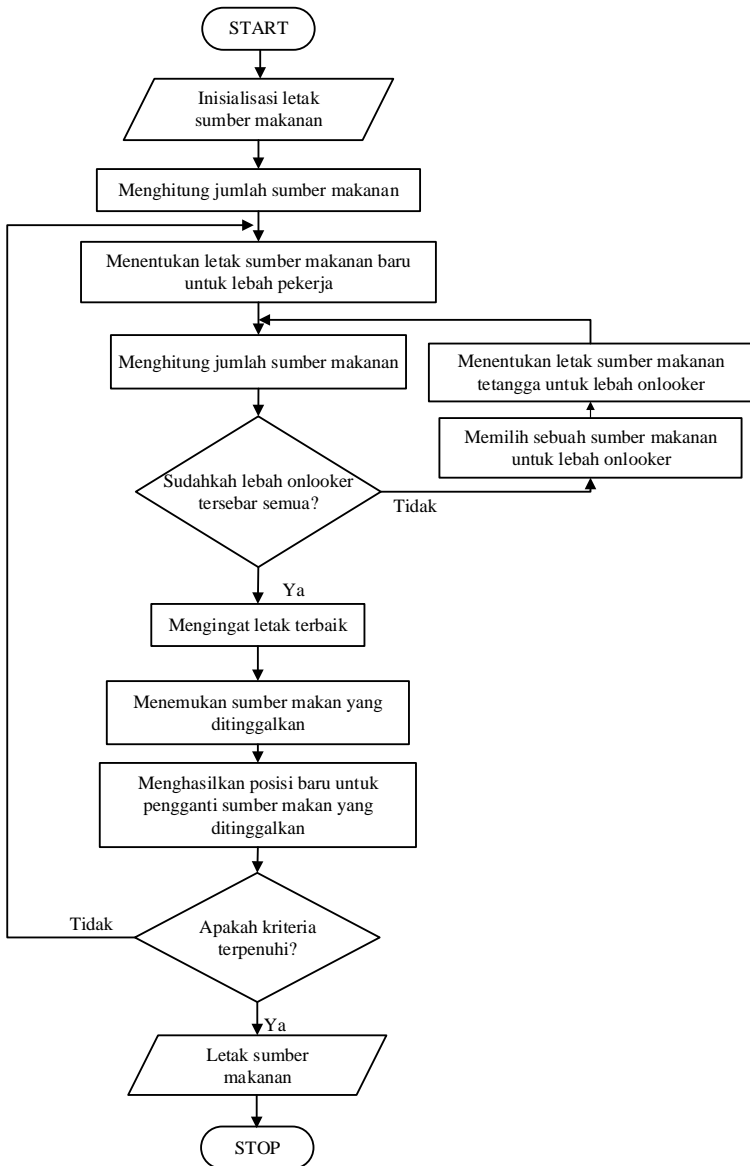 START
Inisialisasi letak
sumber makanan
Menghitung jumlah sumber makanan
Menentukan letak sumber makanan baru
untuk lebah pekerja
Menghitung jumlah sumber makanan
Menentukan letak sumber makanan
tetangga untuk lebah onlooker
Memilih sebuah sumber makanan
untuk lebah onlooker
Sudahkah lebah onlooker
tersebar semua?
Tidak
Ya
Mengingat letak terbaik
Menemukan sumber makan yang
ditinggalkan
Menghasilkan posisi baru untuk
pengganti sumber makan yang
ditinggalkan
Tidak
Apakah kriteria
terpenuhi?
Ya
Letak sumber
makanan
STOP